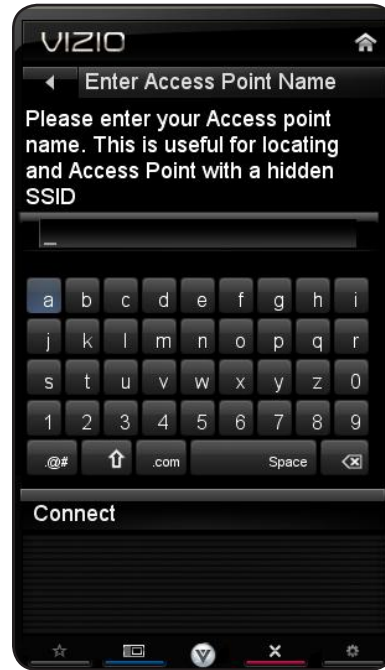 VIZIO
Enter Access Point Name
Please enter your Access point
name. This is useful for locating
and Access Point with a hidden
SSID
_
a b c d e f g h i
j k l m n o p q r
s t u v w x y z 0
1 2 3 4 5 6 7 8 9
.@# .com Space
Connect
V